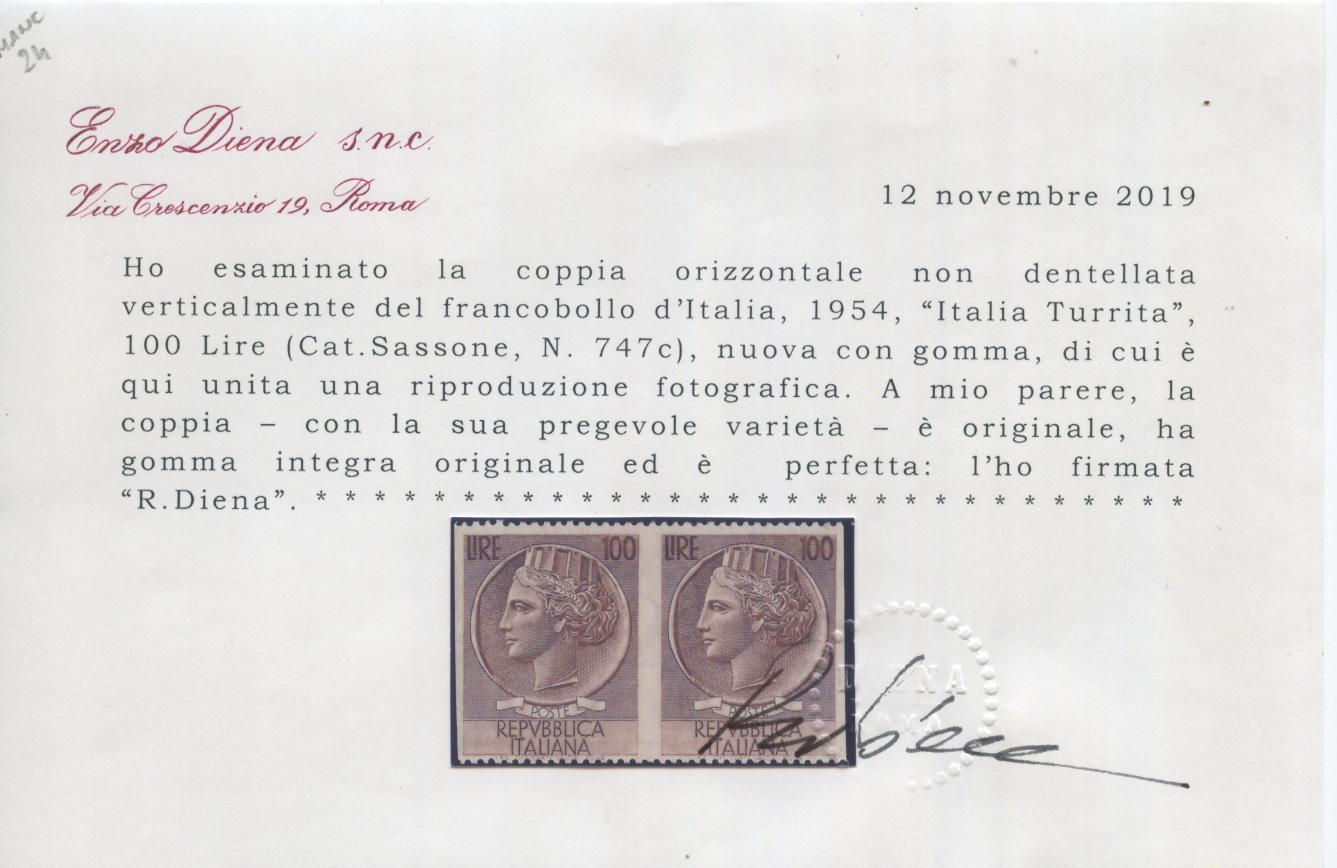 MANC
24
Enzo Diena s.n.c.
Via Crescenzio 19, Roma
12 novembre 2019
Ho esaminato la coppia orizzontale non dentellata
verticalmente del francobollo d'Italia, 1954, “Italia Turrita”,
100 Lire (Cat.Sassone, N. 747c), nuova con gomma, di cui è
qui unita una riproduzione fotografica. A mio parere, la
coppia – con la sua pregevole varietà – è originale, ha
gomma integra originale ed è perfetta: l'ho firmata
“R.Diena”. * * * * * * * * * * * * * * * * * * * * * * * * * * * * * *
LIRE 100 LIRE 100
POSTE POSTE
REPVBBLICA REPVBBLICA
ITALIANA ITALIANA
DIENA